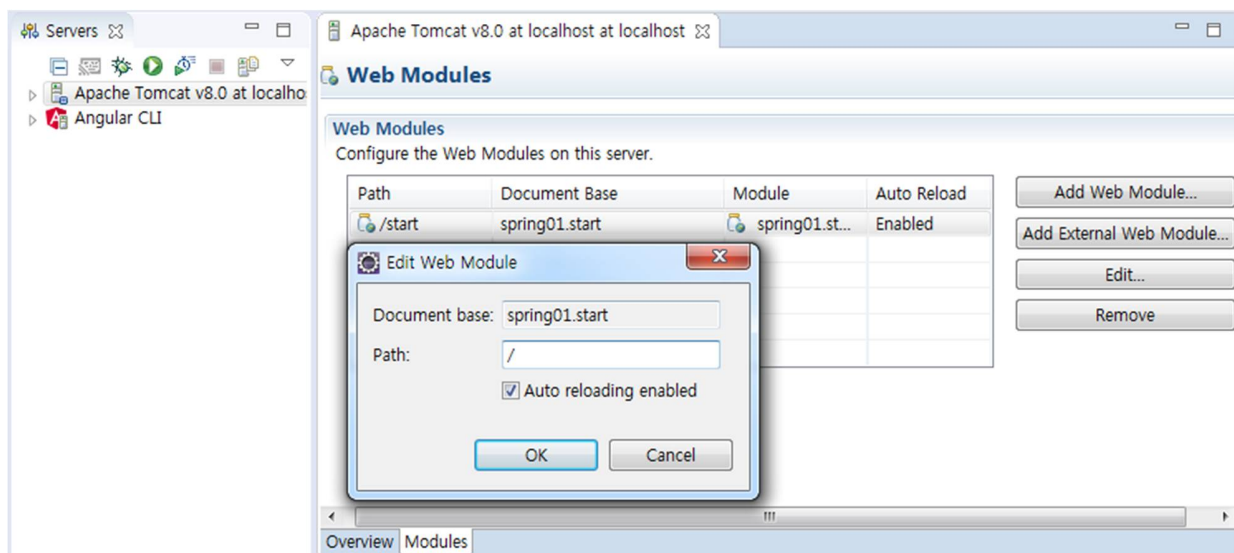 Servers
Apache Tomcat v8.0 at localho
Angular CLI
Apache Tomcat v8.0 at localhost at localhost
Web Modules
Web Modules
Configure the Web Modules on this server.
Path Document Base Module Auto Reload
/start spring01.start spring01.st... Enabled
Add Web Module...
Add External Web Module...
Edit...
Remove
Edit Web Module
Document base: spring01.start
Path: /
Auto reloading enabled
OK Cancel
Overview Modules